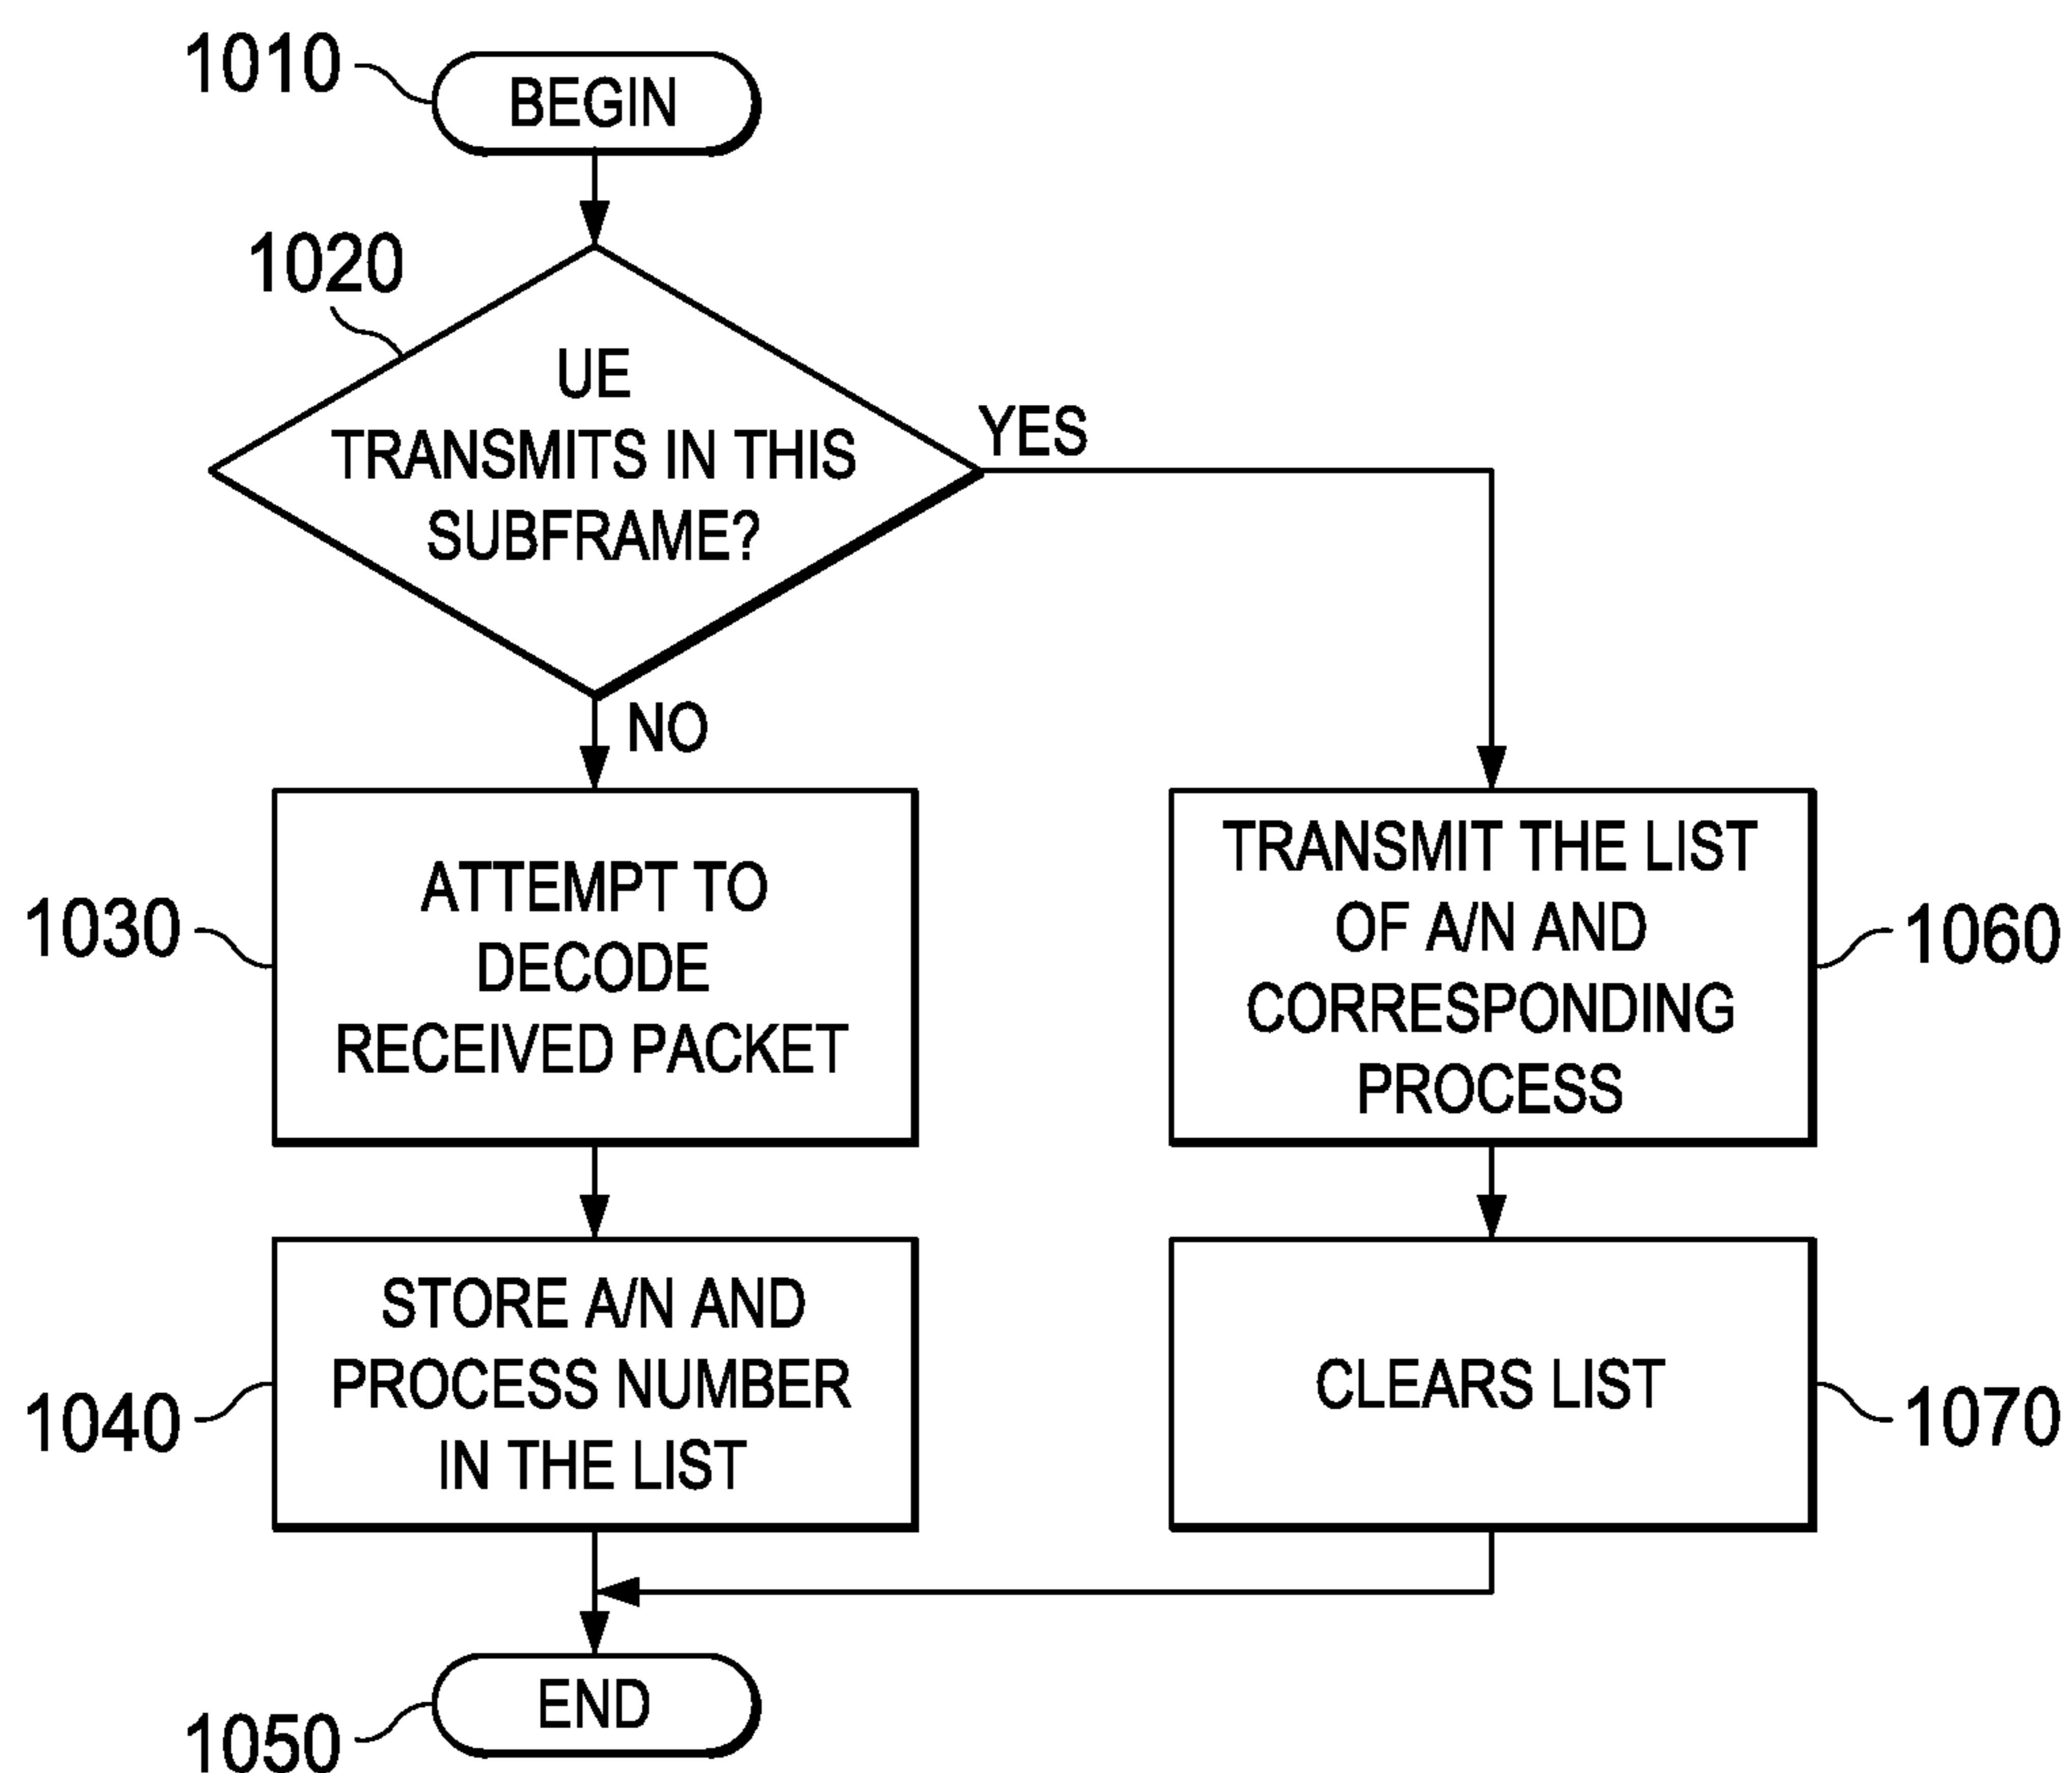 1010
BEGIN
1020
UE
TRANSMITS IN THIS
SUBFRAME?
YES
NO
1030
ATTEMPT TO
DECODE
RECEIVED PACKET
TRANSMIT THE LIST
OF A/N AND
CORRESPONDING
PROCESS
1060
1040
STORE A/N AND
PROCESS NUMBER
IN THE LIST
CLEARS LIST
1070
END
1050